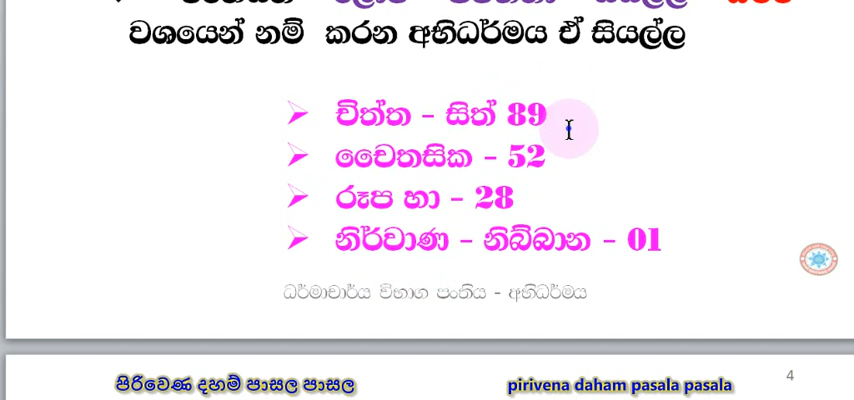 වශයෙන් නම් කරන අභිධර්මය ඒ සියල්ල
චිත්ත - සිත් 89
චෛතසික - 52
රූප හා - 28
නිර්වාණ - නිබ්බාන - 01
ධර්මාචාර්ය විභාග පංතිය - අභිධර්මය
4
පිරිවෙණ දහම් පාසල පාසල pirivena daham pasala pasala